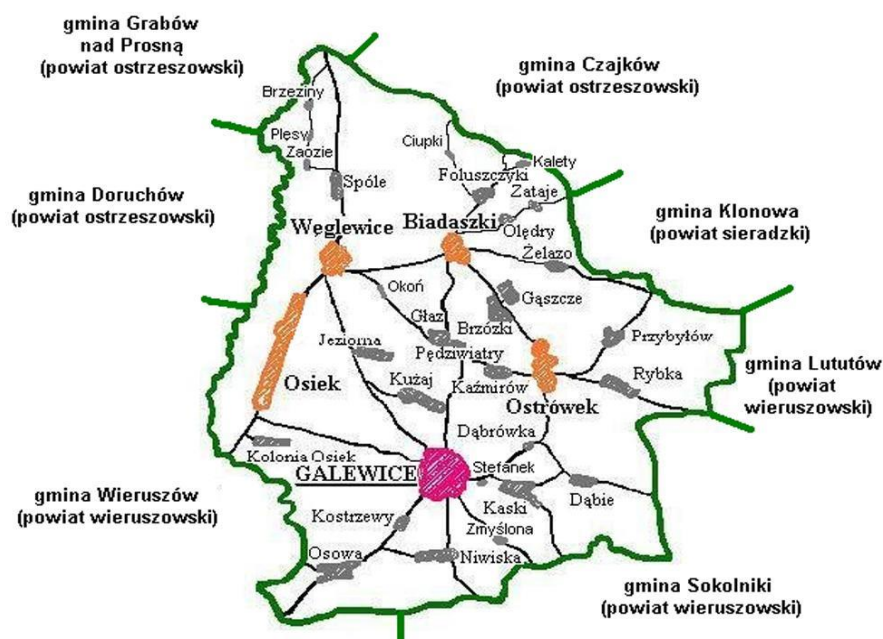 gmina Grabów
nad Prosną
(powiat ostrzeszowski)
gmina Czajków
(powiat ostrzeszowski)
Brzeziny
Plesy
Zaozie
Spóle
Ciupki
Kalety
Foluszczyki
Zataje
gmina Doruchów
(powiat ostrzeszowski)
gmina Klonowa
(powiat sieradzki)
Węglewice
Biadaszki
Olędry
Żelazo
Okoń
Gąszcze
Głaz
Brzózki
Jeziorna
Pędziwiatry
Przybyłów
Kużaj
Kaźmirów
Rybka
gmina Lututów
(powiat
wieruszowski)
Osiek
Ostrówek
Dąbrówka
Kolonia Osiek
GALEWICE
Stefanek
Kaski
Dąbie
gmina Wieruszów
(powiat wieruszowski)
Kostrzewy
Zmyślona
Osowa
Niwiska
gmina Sokolniki
(powiat wieruszowski)